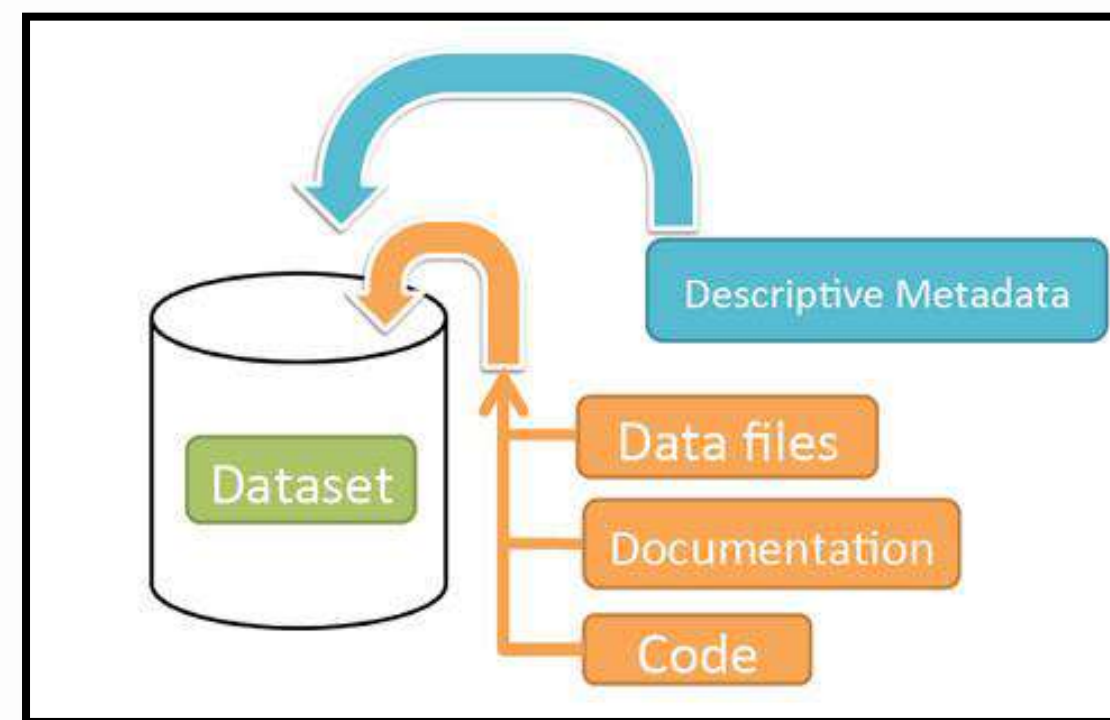 Descriptive Metadata
Data files
Dataset
Documentation
Code